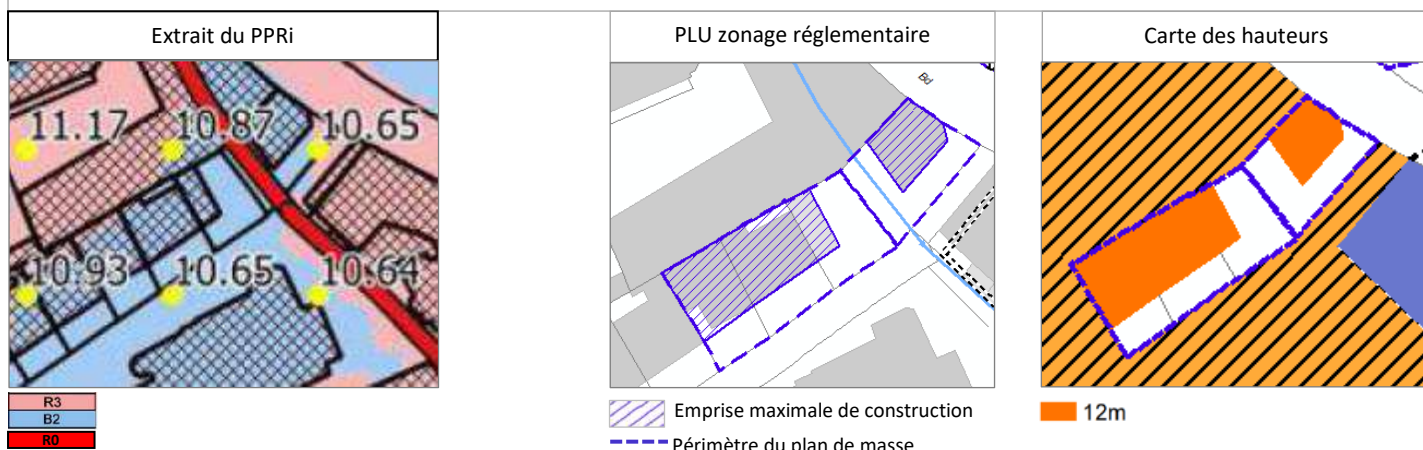 Extrait du PPRi
PLU zonage réglementaire
Carte des hauteurs
11.17 10.87 10.65
10.93 10.65 10.64
Bd
R3
B2
R0
Emprise maximale de construction
Périmètre du plan de masse
12m